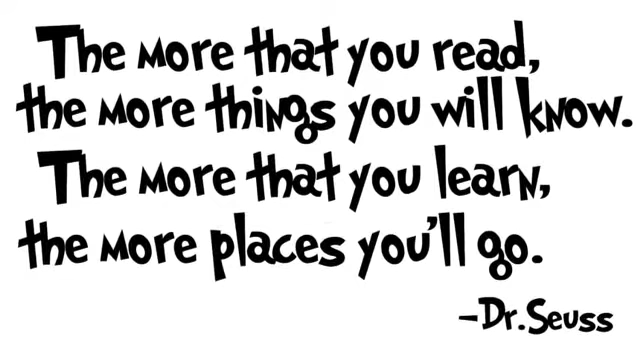 The more that you read,
the more things you will know.
The more that you learn,
the more places you'll go.
-Dr. Seuss